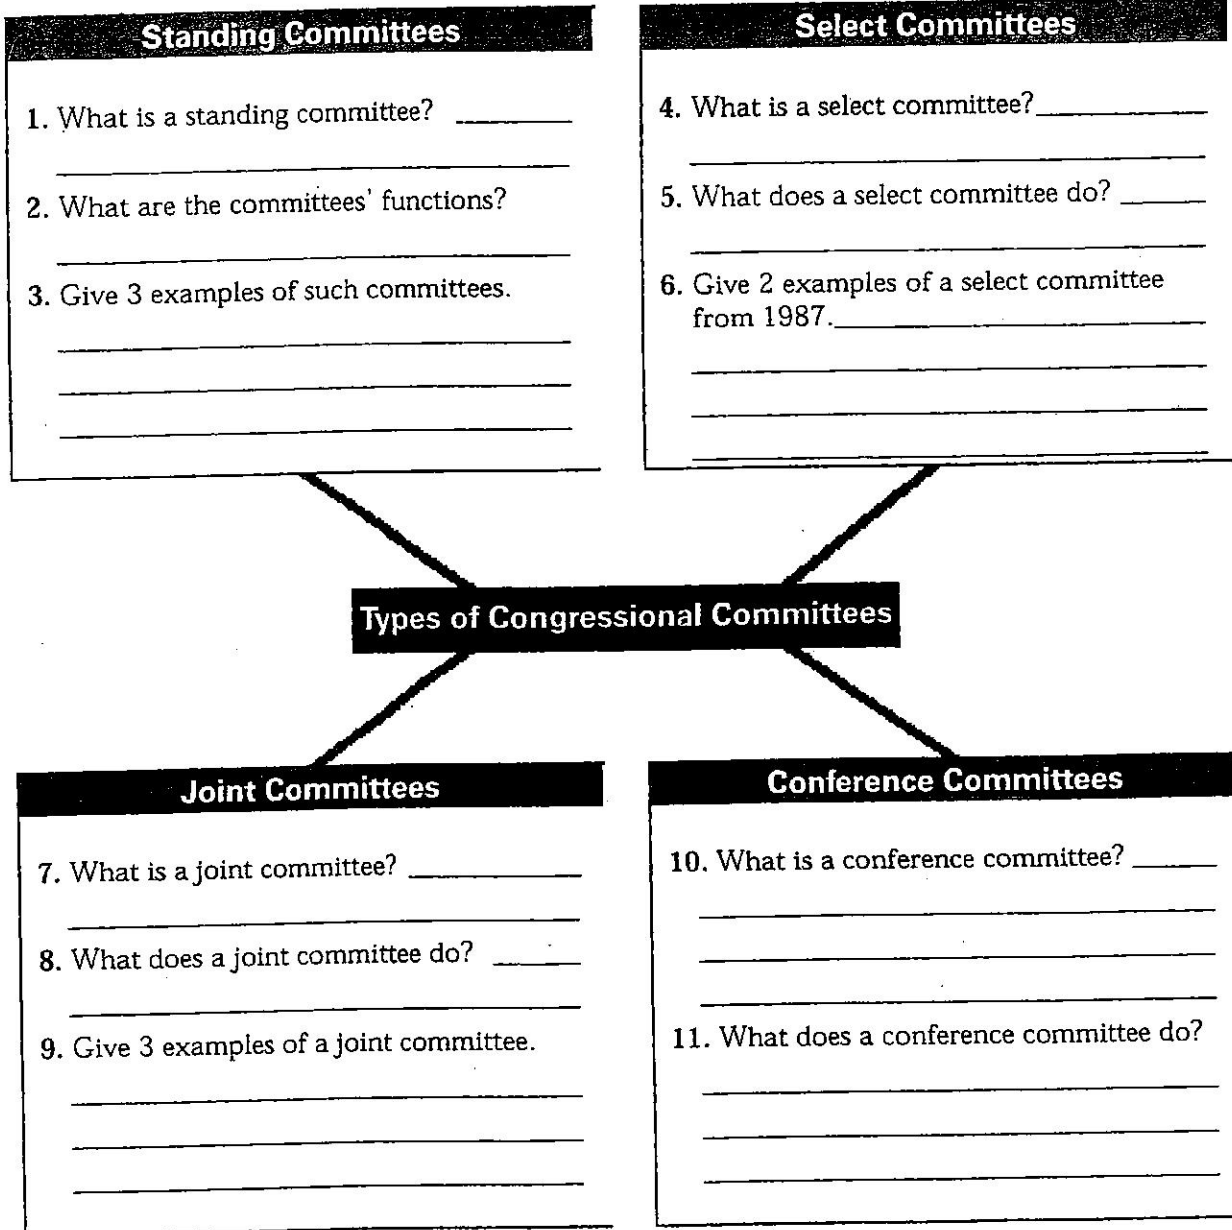 Standing Committees
1. What is a standing committee?
2. What are the committees' functions?
3. Give 3 examples of such committees.
Select Committees
4. What is a select committee?
5. What does a select committee do?
6. Give 2 examples of a select committee
from 1987.
Types of Congressional Committees
Joint Committees
7. What is a joint committee?
8. What does a joint committee do?
9. Give 3 examples of a joint committee.
Conference Committees
10. What is a conference committee?
11. What does a conference committee do?